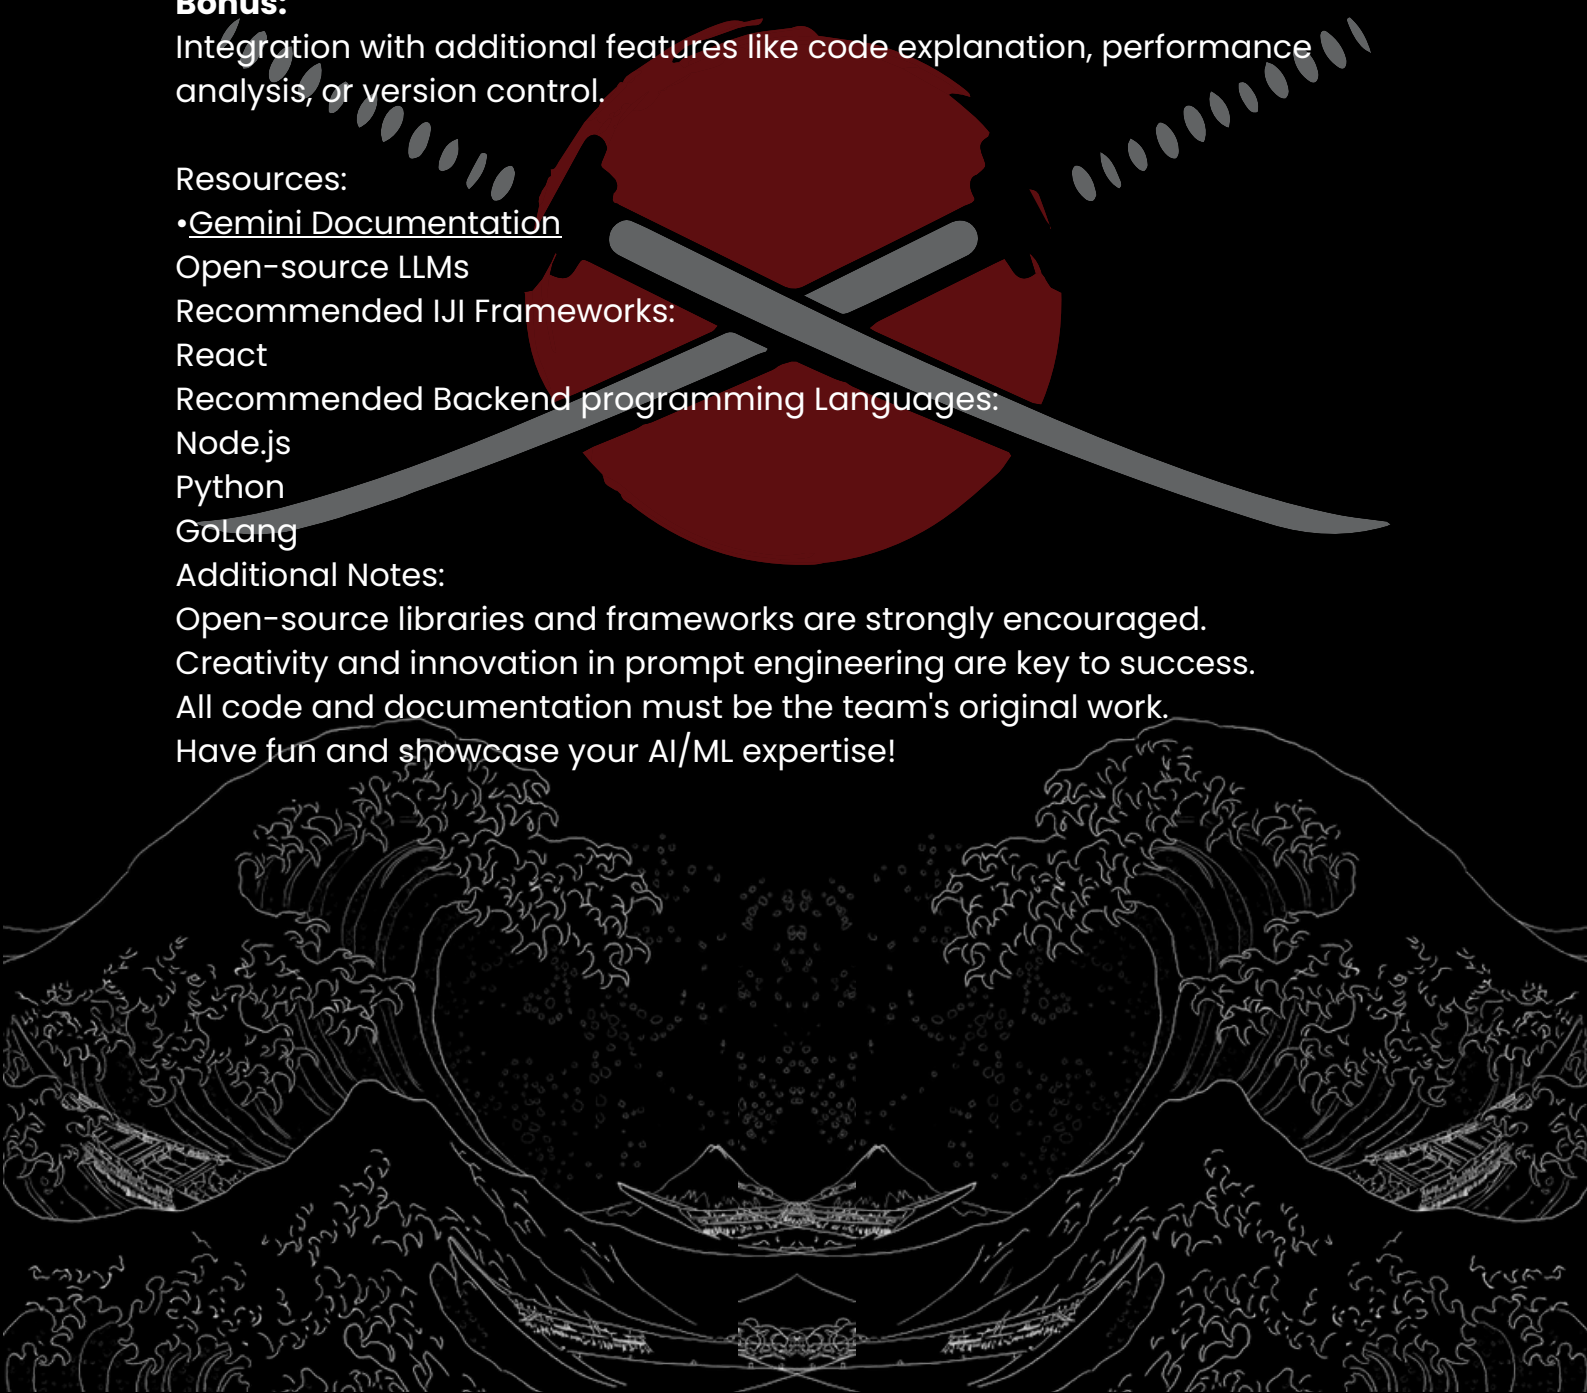 Bonus:
Integration with additional features like code explanation, performance
analysis, or version control.
Resources:
•Gemini Documentation
Open-source LLMs
Recommended IJI Frameworks:
React
Recommended Backend programming Languages:
Node.js
Python
GoLang
Additional Notes:
Open-source libraries and frameworks are strongly encouraged.
Creativity and innovation in prompt engineering are key to success.
All code and documentation must be the team's original work.
Have fun and showcase your AI/ML expertise!